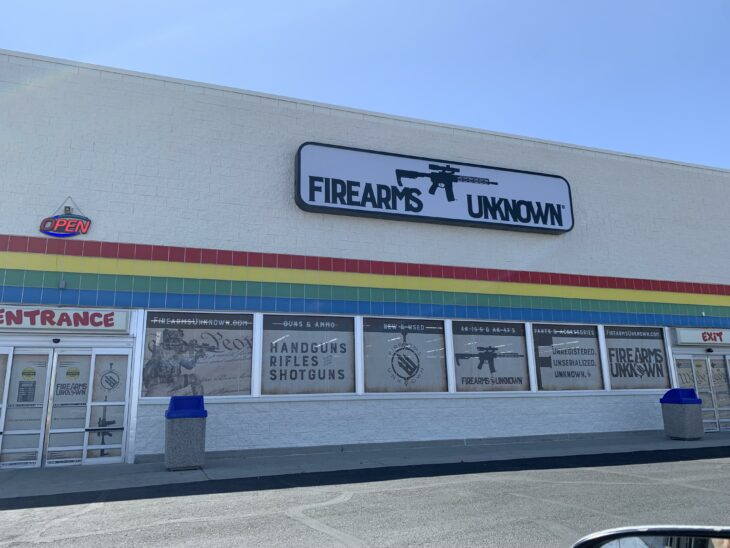 FIREARMS UNKNOWN®
OPEN
ENTRANCE
FIREARMSUNKNOWN.COM
GUNS & AMMO
HANDGUNS
RIFLES
SHOTGUNS
NEW & USED
AR-15'S & AK-47'S
FIREARMS UNKNOWN
PARTS & ACCESSORIES
UNREGISTERED.
UNSERIALIZED.
UNKNOWN.
FIREARMSUNKNOWN.COM
FIREARMS
UNKNOWN
EXIT
FIREARMS
UNKNOWN